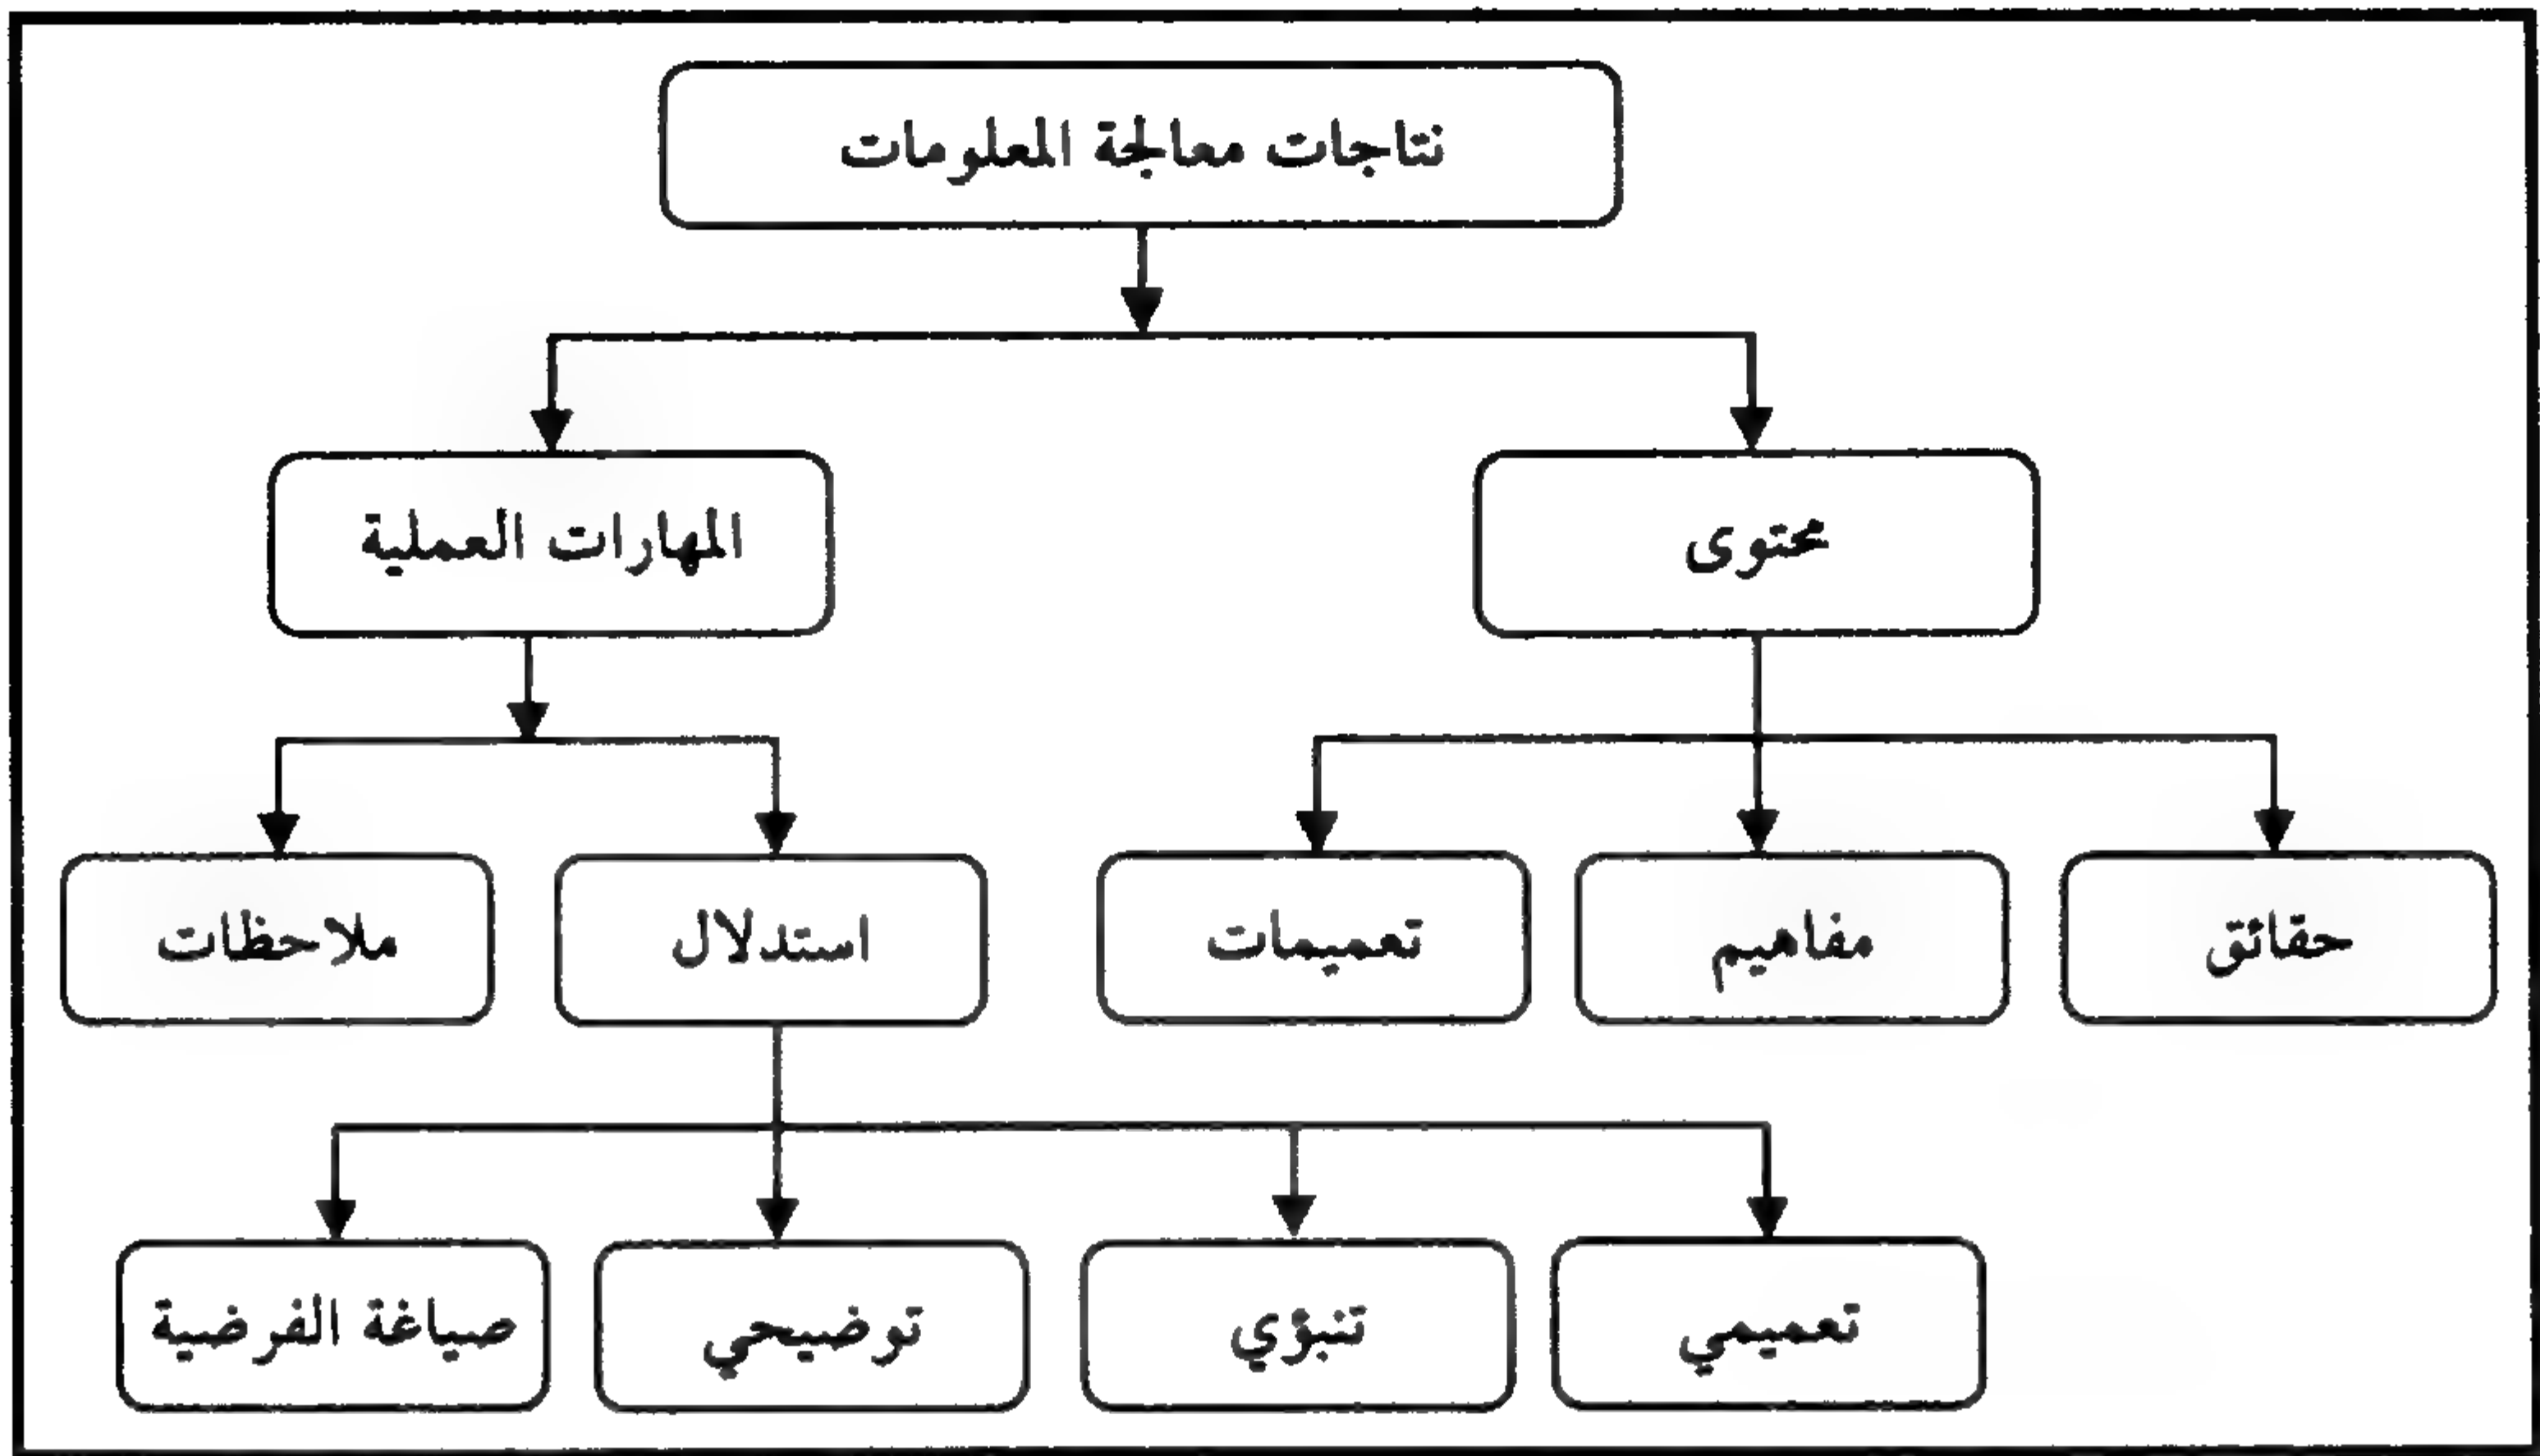 نتاجات معالجة المعلومات
محتوى
المهارات العملية
حقائق
مفاهيم
تعميمات
استدلال
ملاحظات
تعميمي
تنبؤي
توضيحي
صياغة الفرضية